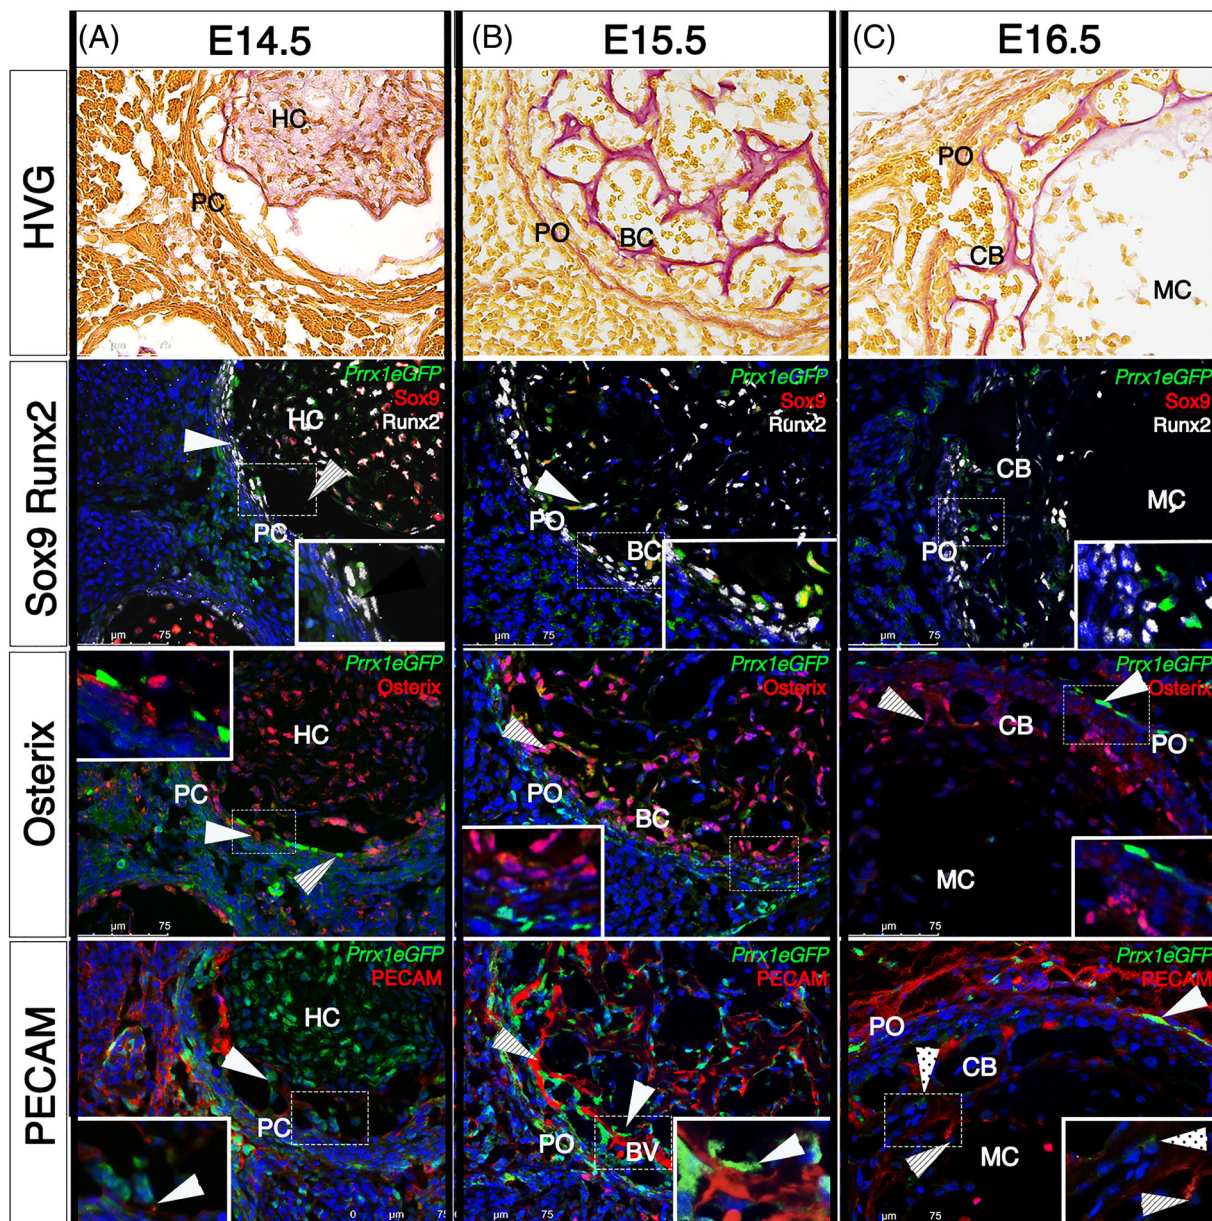 (A) E14.5
(B) E15.5
(C) E16.5
HVG
HC
PC
PO
BC
PO
CB
MC
Sox9 Runx2
Prrx1eGFP
Sox9
Runx2
HC
PC
µm 75
Prrx1eGFP
Sox9
Runx2
PO
BC
µm 75
Prrx1eGFP
Sox9
Runx2
CB
MC
PO
µm 75
Osterix
Prrx1eGFP
Osterix
HC
PC
µm 75
Prrx1eGFP
Osterix
PO
BC
µm 75
Prrx1eGFP
Osterix
CB
PO
MC
µm 75
PECAM
Prrx1eGFP
PECAM
HC
PC
0 µm 75
Prrx1eGFP
PECAM
PO
BV
µm 75
Prrx1eGFP
PECAM
PO
CB
MC
µm 75